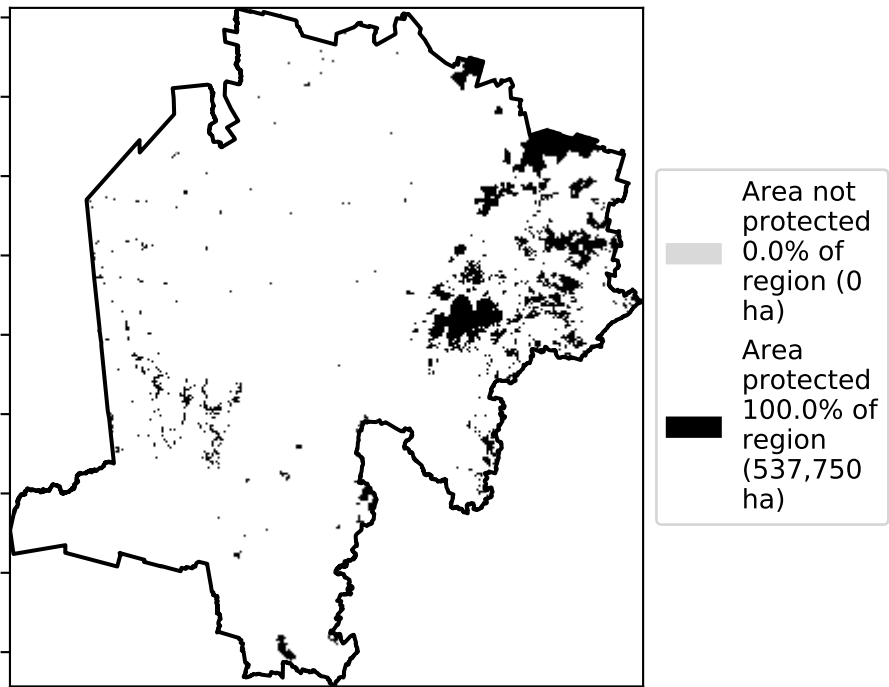 Area not
protected
0.0% of
region (0
ha)
Area
protected
100.0% of
region
(537,750
ha)